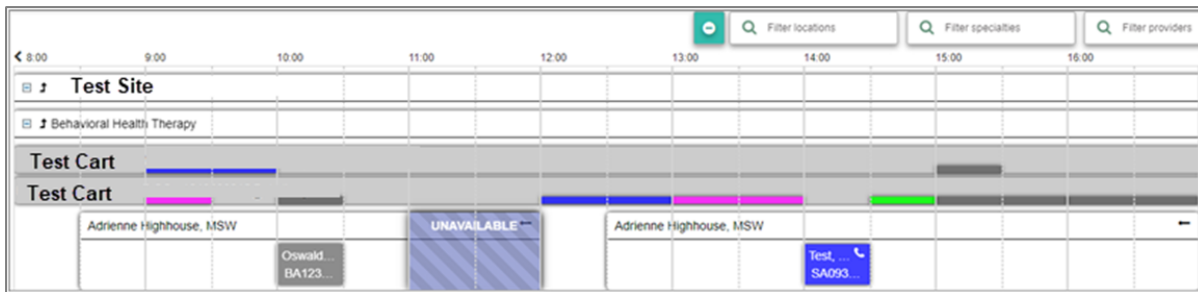 Filter locations Filter specialties Filter providers
8:00 9:00 10:00 11:00 12:00 13:00 14:00 15:00 16:00
Test Site
Behavioral Health Therapy
Test Cart
Test Cart
Adrienne Highhouse, MSW UNAVAILABLE Adrienne Highhouse, MSW
Oswald... Test, ...
BA123... SA093...